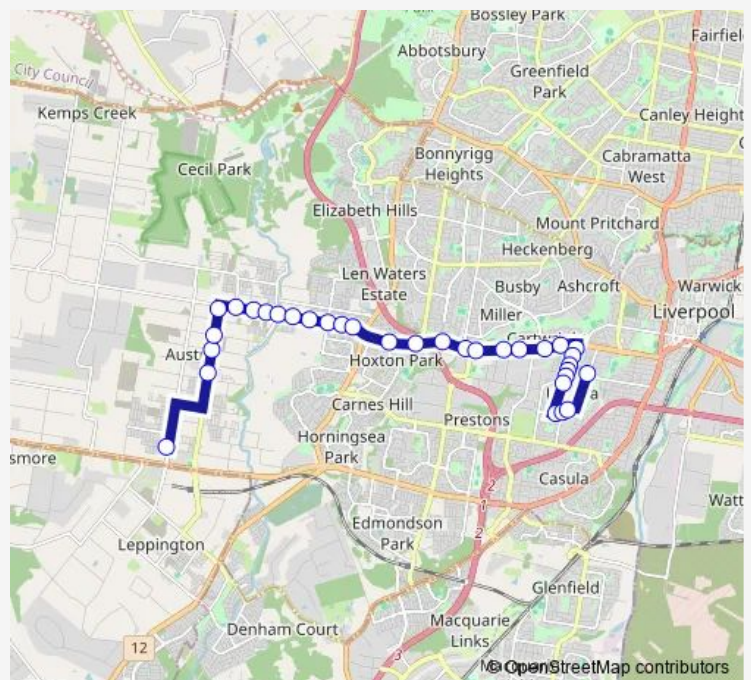 Bossley Park
Fairfiel
Abbotsbury
Greenfield
Park
City Council
Kemps Creek
Canley Height
Bonnyrigg
Heights
Cabramatta
West
Cecil Park
Elizabeth Hills
Mount Pritchard
Heckenberg
Len Waters
Estate
Busby
Ashcroft
Warwick
Miller
Liverpool
Cartwri
Aust
Hoxton Park
Carnes Hill
Prestons
Horningsea
Park
smore
Casula
2
1
2
Watt
Edmondson
Park
Leppington
Glenfield
Denham Court
Macquarie
Links
12
3
© OpenStreetMap contributors